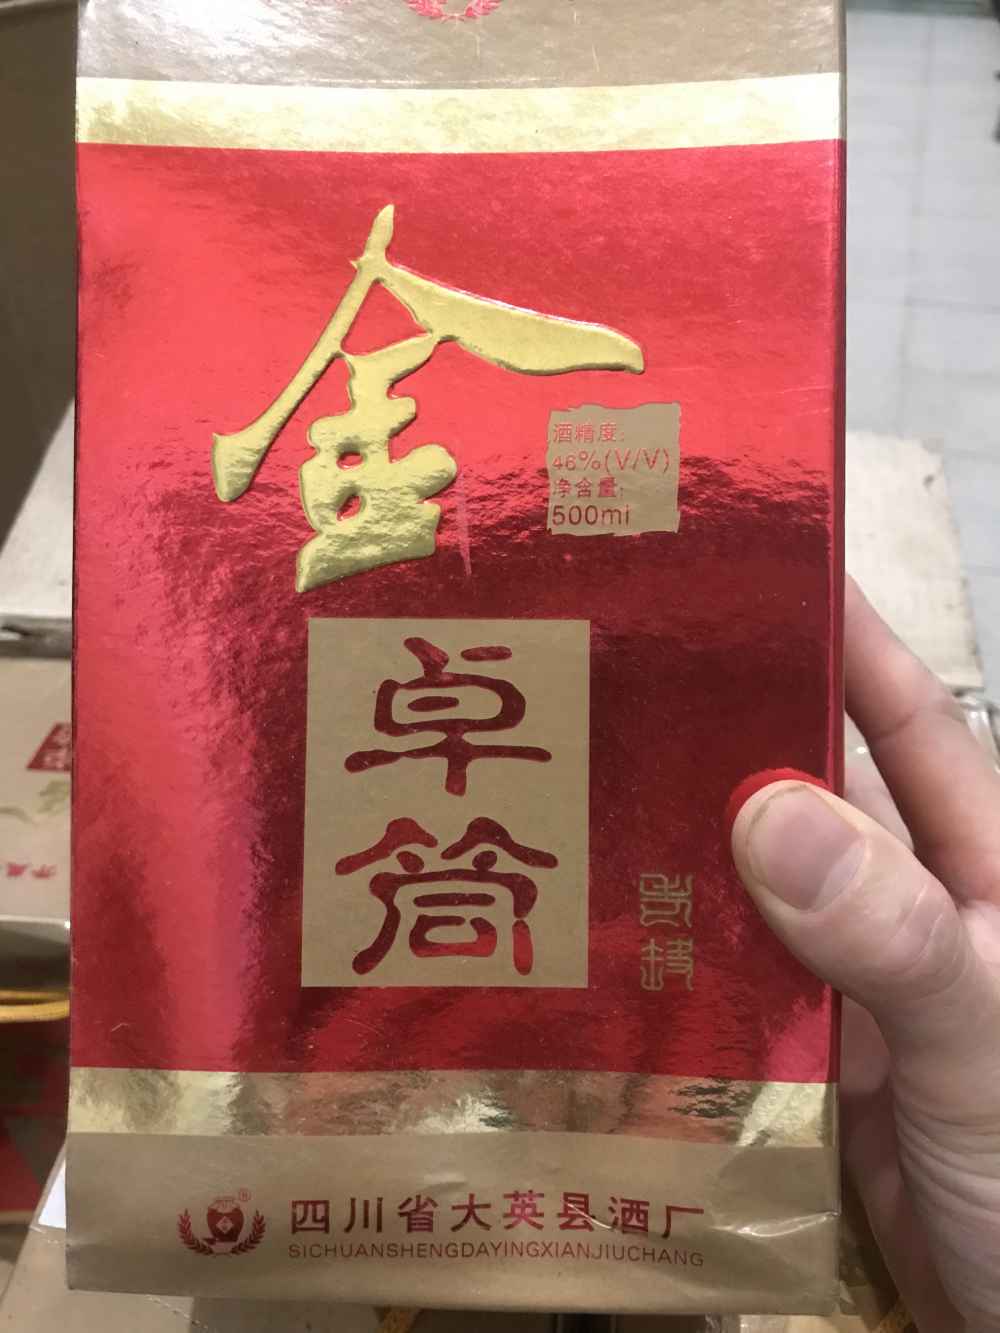 金
酒精度:
46%(V/V)
净含量:
500ml
卓
筒
四川省大英县酒厂
SICHUANSHENGDAYINGXIANJIUCHANG